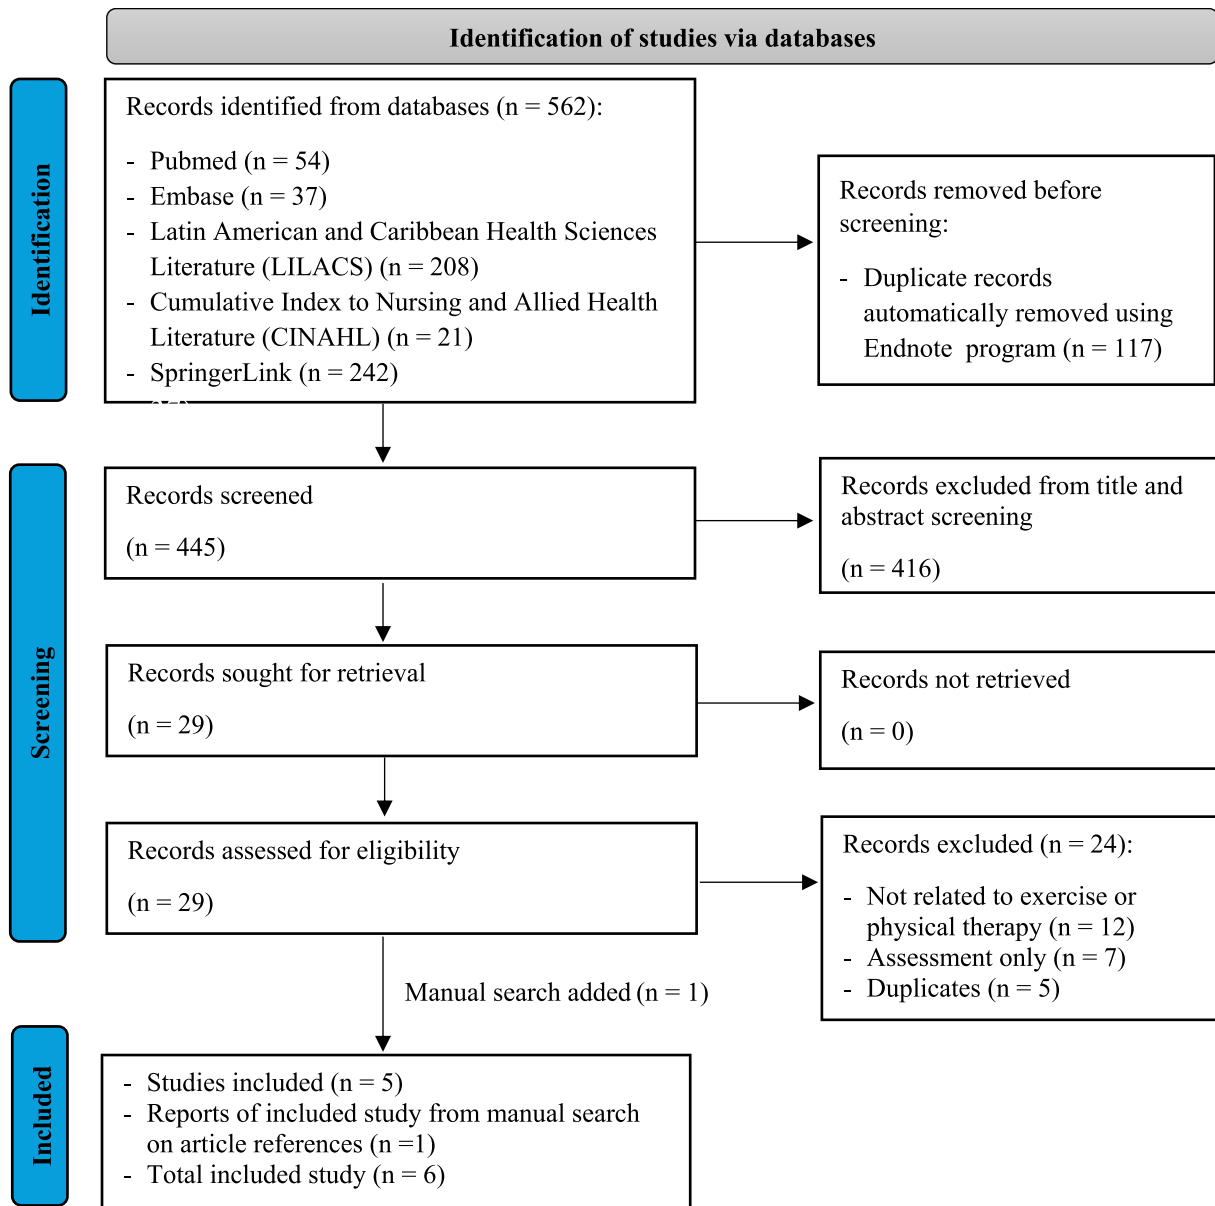 Identification of studies via databases
Identification
Records identified from databases (n = 562):
- Pubmed (n = 54)
- Embase (n = 37)
- Latin American and Caribbean Health Sciences
Literature (LILACS) (n = 208)
- Cumulative Index to Nursing and Allied Health
Literature (CINAHL) (n = 21)
- SpringerLink (n = 242)
Records removed before
screening:
- Duplicate records
automatically removed using
Endnote program (n = 117)
Screening
Records screened
(n = 445)
Records excluded from title and
abstract screening
(n = 416)
Records sought for retrieval
(n = 29)
Records not retrieved
(n = 0)
Records assessed for eligibility
(n = 29)
Records excluded (n = 24):
- Not related to exercise or
physical therapy (n = 12)
- Assessment only (n = 7)
- Duplicates (n = 5)
Manual search added (n = 1)
Included
- Studies included (n = 5)
- Reports of included study from manual search
on article references (n =1)
- Total included study (n = 6)